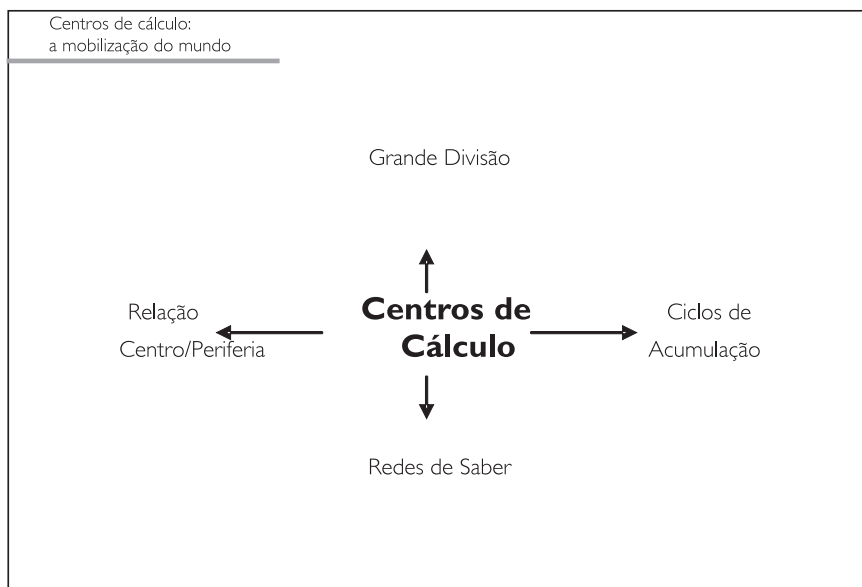 Centros de cálculo:
a mobilização do mundo
Grande Divisão
Relação
Centro/Periferia
Centros de
Cálculo
Ciclos de
Acumulação
Redes de Saber